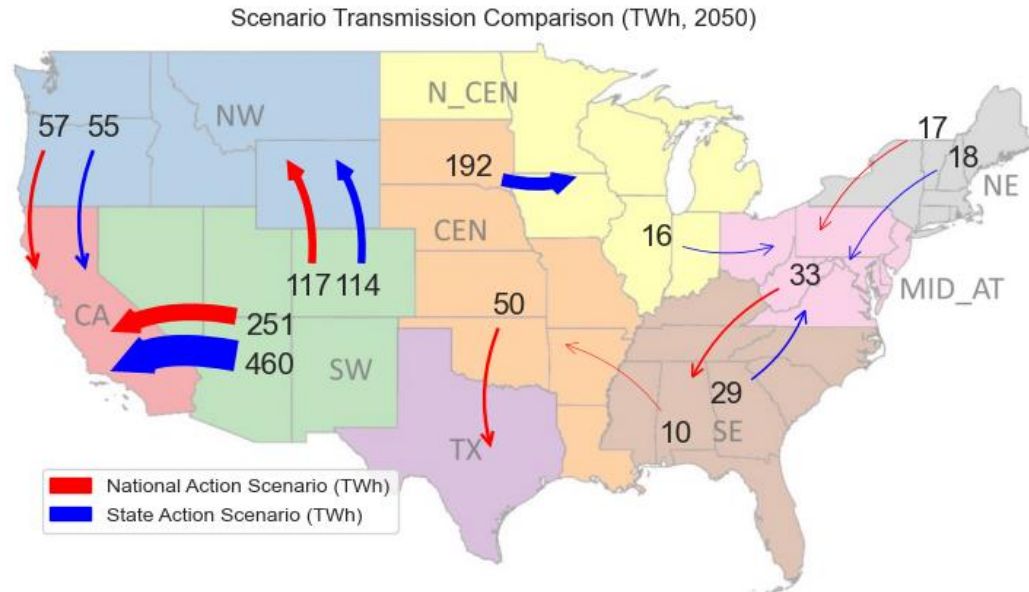 Scenario Transmission Comparison (TWh, 2050)
NW
N_CEN
57
55
17
18
NE
192
CEN
16
117
114
33
MID_AT
CA
251
460
50
SW
29
10
SE
TX
National Action Scenario (TWh)
State Action Scenario (TWh)